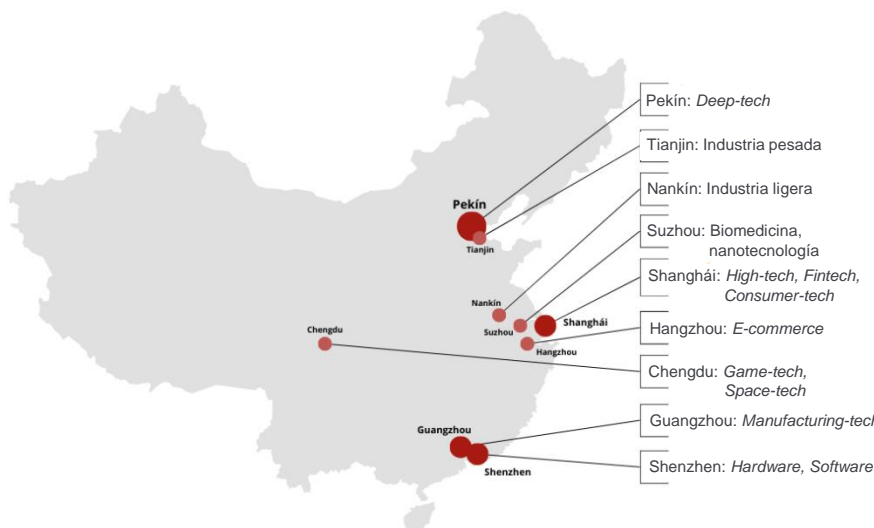 Pekín: Deep-tech
Tianjin: Industria pesada
Nankín: Industria ligera
Suzhou: Biomedicina,
nanotecnología
Shanghái: High-tech, Fintech,
Consumer-tech
Hangzhou: E-commerce
Chengdu: Game-tech,
Space-tech
Guangzhou: Manufacturing-tech
Shenzhen: Hardware, Software
Pekín
Tianjin
Nankín
Suzhou
Shanghái
Hangzhou
Chengdu
Guangzhou
Shenzhen